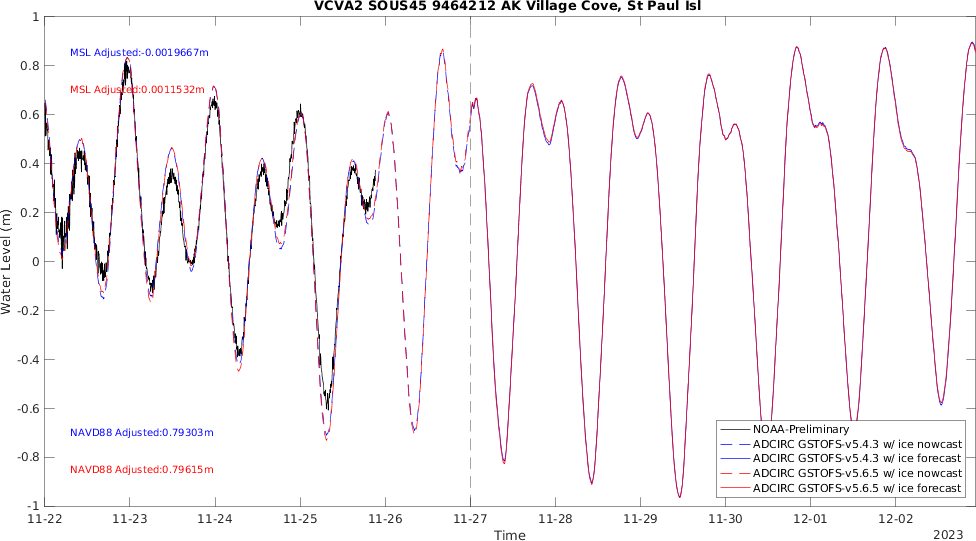 VCVA2 SOUS45 9464212 AK Village Cove, St Paul Isl
1
0.8
0.6
0.4
0.2
0
-0.2
-0.4
-0.6
-0.8
-1
Water Level (m)
MSL Adjusted:-0.0019667m
MSL Adjusted:0.0011532m
NAVD88 Adjusted:0.79303m
NAVD88 Adjusted:0.79615m
NOAA-Preliminary
ADCIRC GSTOFS-v5.4.3 w/ ice nowcast
ADCIRC GSTOFS-v5.4.3 w/ ice forecast
ADCIRC GSTOFS-v5.6.5 w/ ice nowcast
ADCIRC GSTOFS-v5.6.5 w/ ice forecast
11-22 11-23 11-24 11-25 11-26 11-27 11-28 11-29 11-30 12-01 12-02
Time
2023